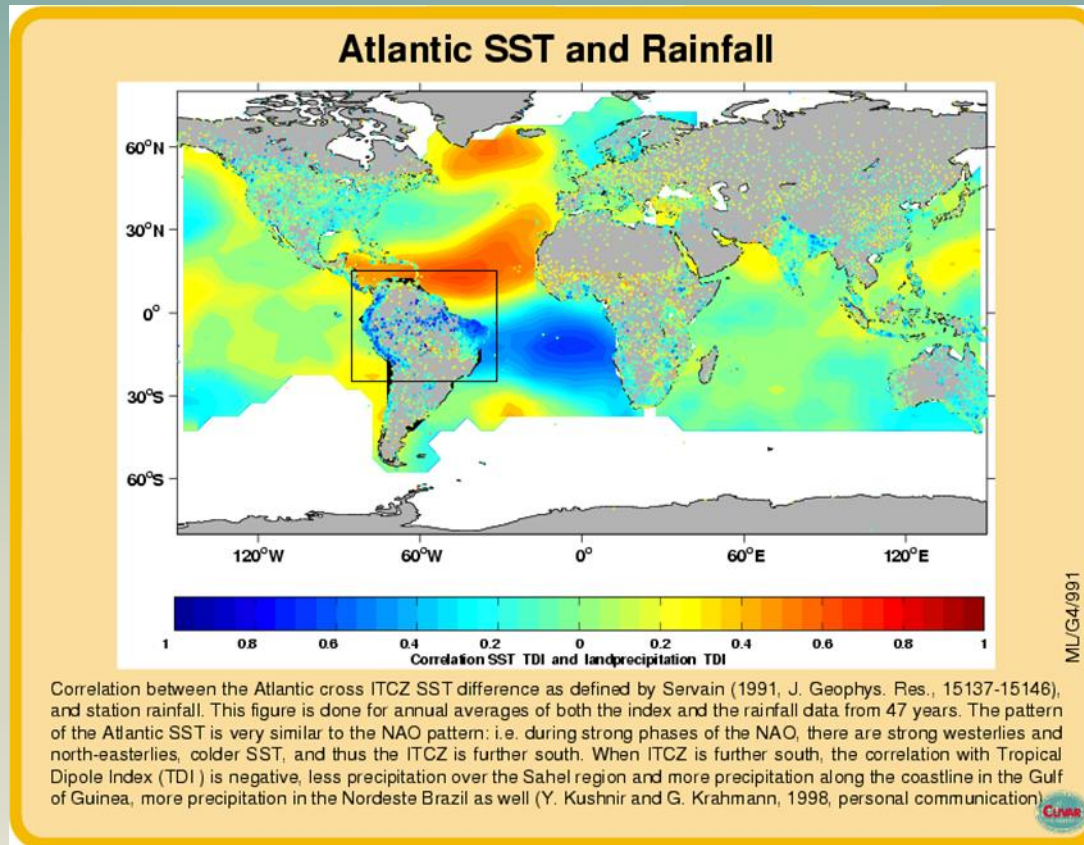 Atlantic SST and Rainfall
60°N
30°N
0°
30°S
60°S
120°W 60°W 0° 60°E 120°E
1 0.8 0.6 0.4 0.2 0 0.2 0.4 0.6 0.8 1
Correlation SST TDI and landprecipitation TDI
ML/G4/991
Correlation between the Atlantic cross ITCZ SST difference as defined by Servain (1991, J. Geophys. Res., 15137-15146),
and station rainfall. This figure is done for annual averages of both the index and the rainfall data from 47 years. The pattern
of the Atlantic SST is very similar to the NAO pattern: i.e. during strong phases of the NAO, there are strong westerlies and
north-easterlies, colder SST, and thus the ITCZ is further south. When ITCZ is further south, the correlation with Tropical
Dipole Index (TDI ) is negative, less precipitation over the Sahel region and more precipitation along the coastline in the Gulf
of Guinea, more precipitation in the Nordeste Brazil as well (Y. Kushnir and G. Krahmann, 1998, personal communication)
CLIVAR